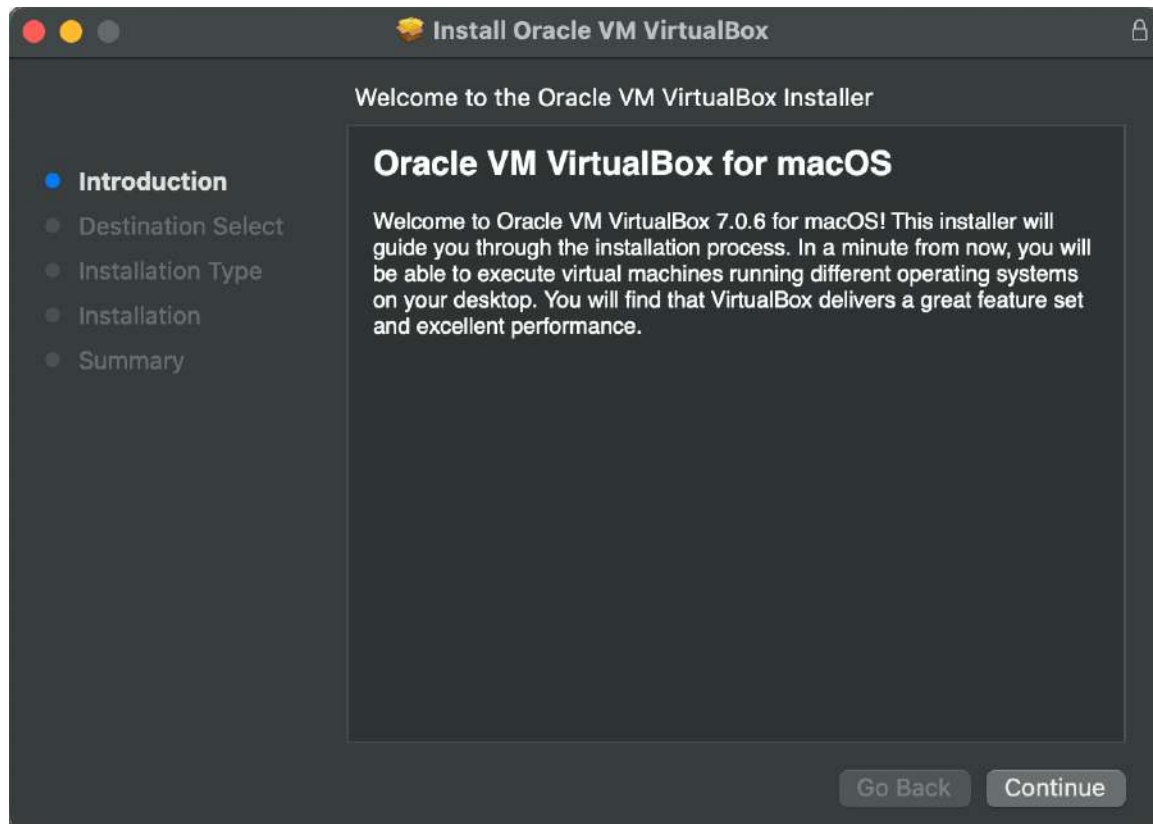 Install Oracle VM VirtualBox
Welcome to the Oracle VM VirtualBox Installer
Introduction
Destination Select
Installation Type
Installation
Summary
Oracle VM VirtualBox for macOS
Welcome to Oracle VM VirtualBox 7.0.6 for macOS! This installer will
guide you through the installation process. In a minute from now, you will
be able to execute virtual machines running different operating systems
on your desktop. You will find that VirtualBox delivers a great feature set
and excellent performance.
Go Back
Continue